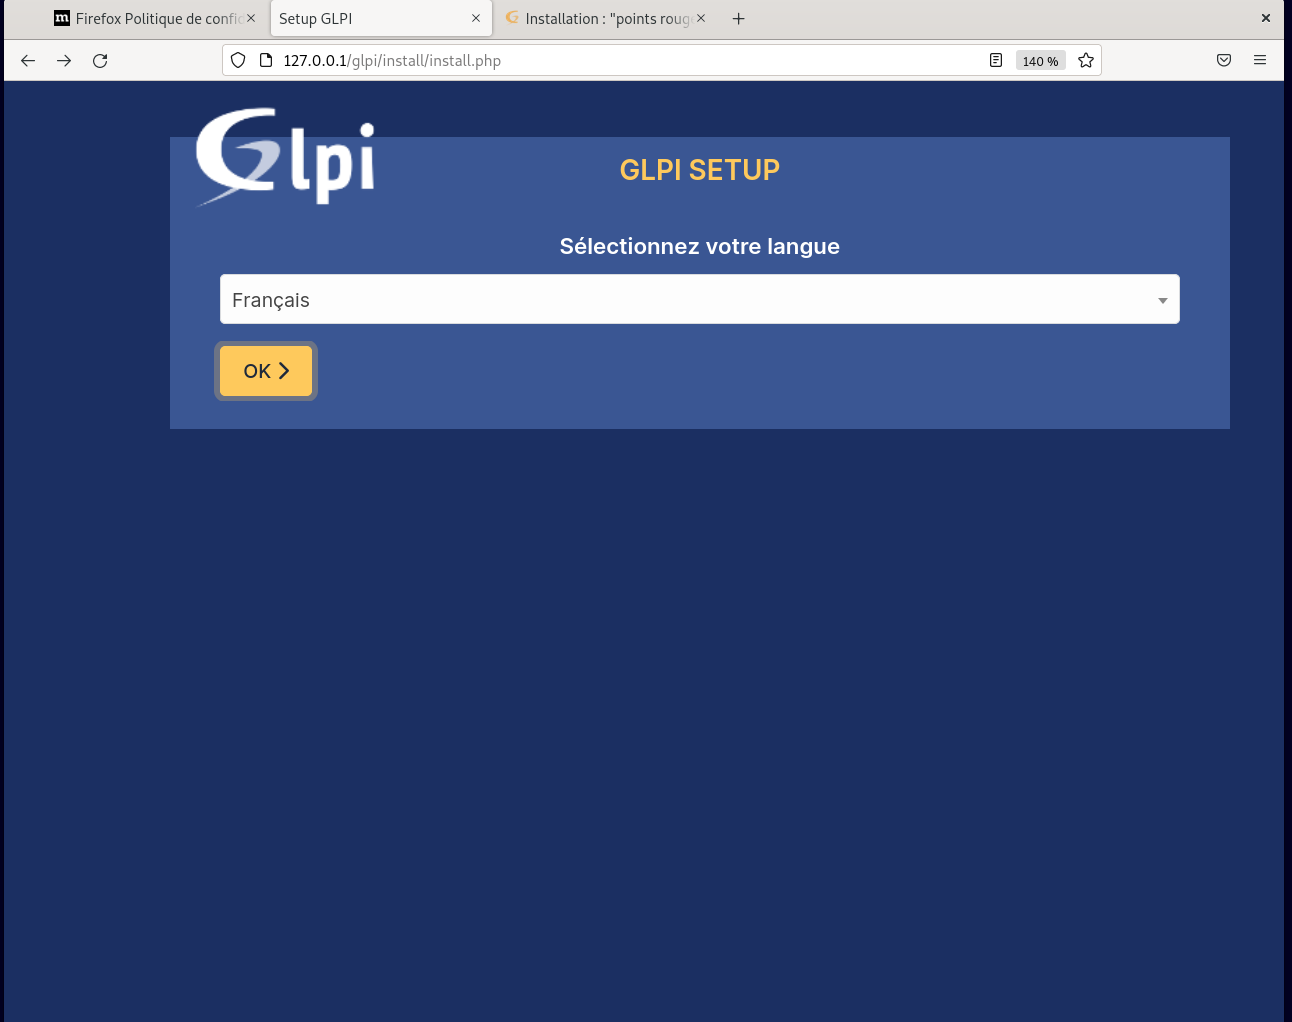 m Firefox Politique de confid
Setup GLPI
Installation : "points roug
127.0.0.1/glpi/install/install.php
140 %
Glpi
GLPI SETUP
Sélectionnez votre langue
Français
OK